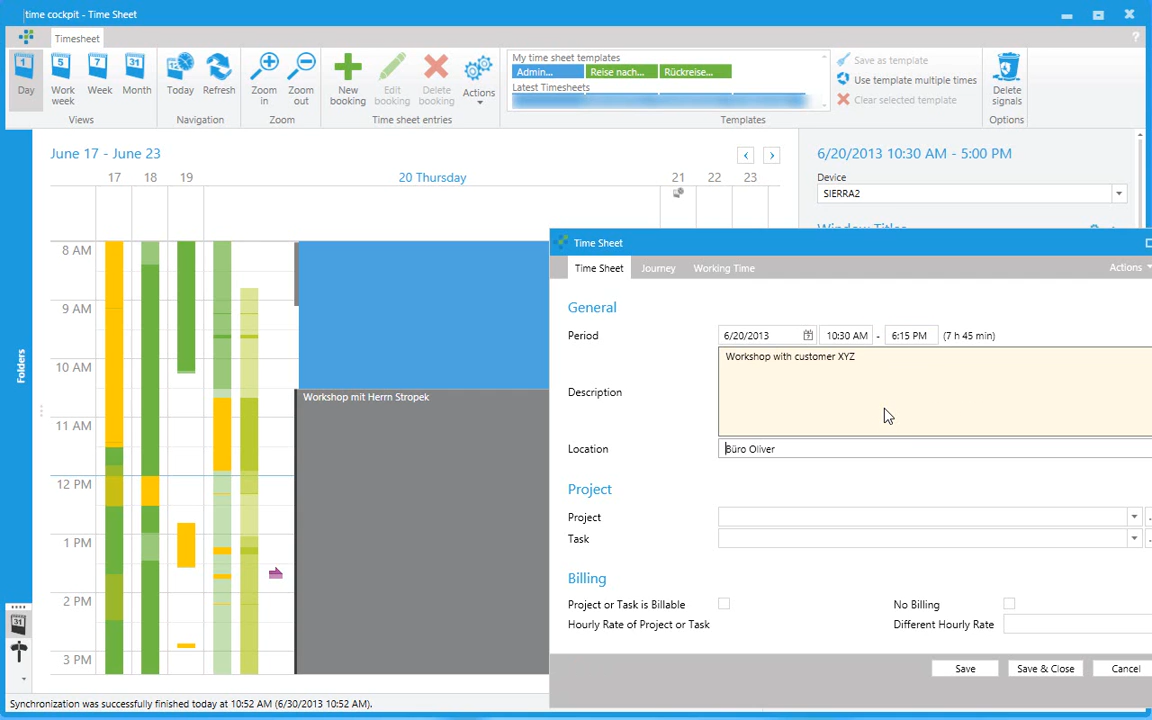 time cockpit - Time Sheet
Timesheet
?
1
5
7
31
12
Day
Work week
Week
Month
Today
Refresh
Zoom in
Zoom out
New booking
Edit booking
Delete booking
Actions
My time sheet templates
Admin...
Reise nach...
Rückreise...
Latest Timesheets
Save as template
Use template multiple times
Clear selected template
Delete signals
Views
Navigation
Zoom
Time sheet entries
Templates
Options
June 17 - June 23
17
18
19
20 Thursday
21
22
23
6/20/2013 10:30 AM - 5:00 PM
Device
SIERRA2
Window Titles
8 AM
9 AM
10 AM
11 AM
12 PM
1 PM
2 PM
3 PM
Folders
31
Workshop mit Herrn Stropek
Time Sheet
Time Sheet
Journey
Working Time
Actions
General
Period
6/20/2013
10:30 AM - 6:15 PM (7 h 45 min)
Description
Workshop with customer XYZ
Location
Büro Oliver
Project
Project
Task
Billing
Project or Task is Billable
No Billing
Hourly Rate of Project or Task
Different Hourly Rate
Save
Save & Close
Cancel
Synchronization was successfully finished today at 10:52 AM (6/30/2013 10:52 AM).